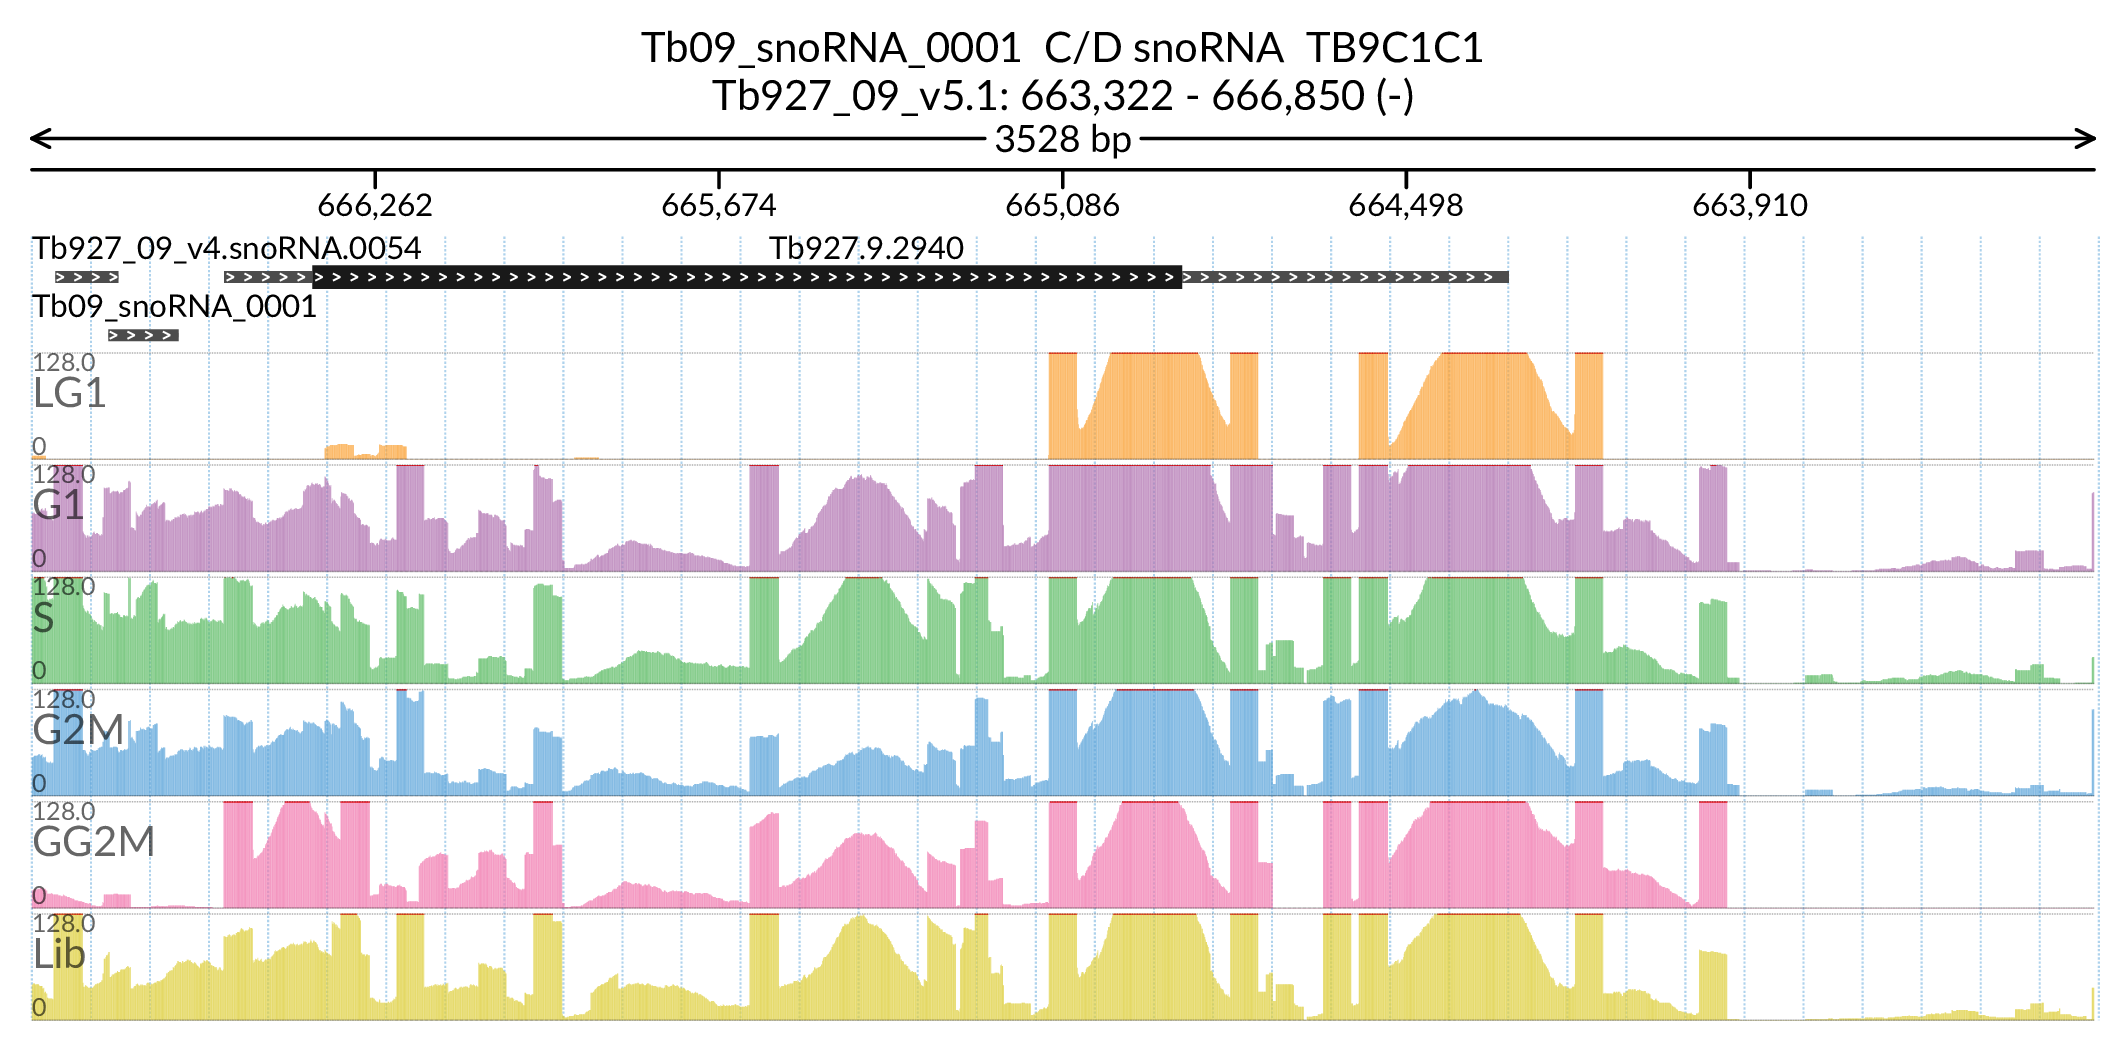 Tb09_snoRNA_0001 C/D snoRNA TB9C1C1
Tb927_09_v5.1: 663,322 - 666,850 (-)
3528 bp
666,262 665,674 665,086 664,498 663,910
Tb927_09_v4.snoRNA.0054 Tb927.9.2940
Tb09_snoRNA_0001
128.0
LG1
0
128.0
G1
0
128.0
S
0
128.0
G2M
0
128.0
GG2M
0
128.0
Lib
0